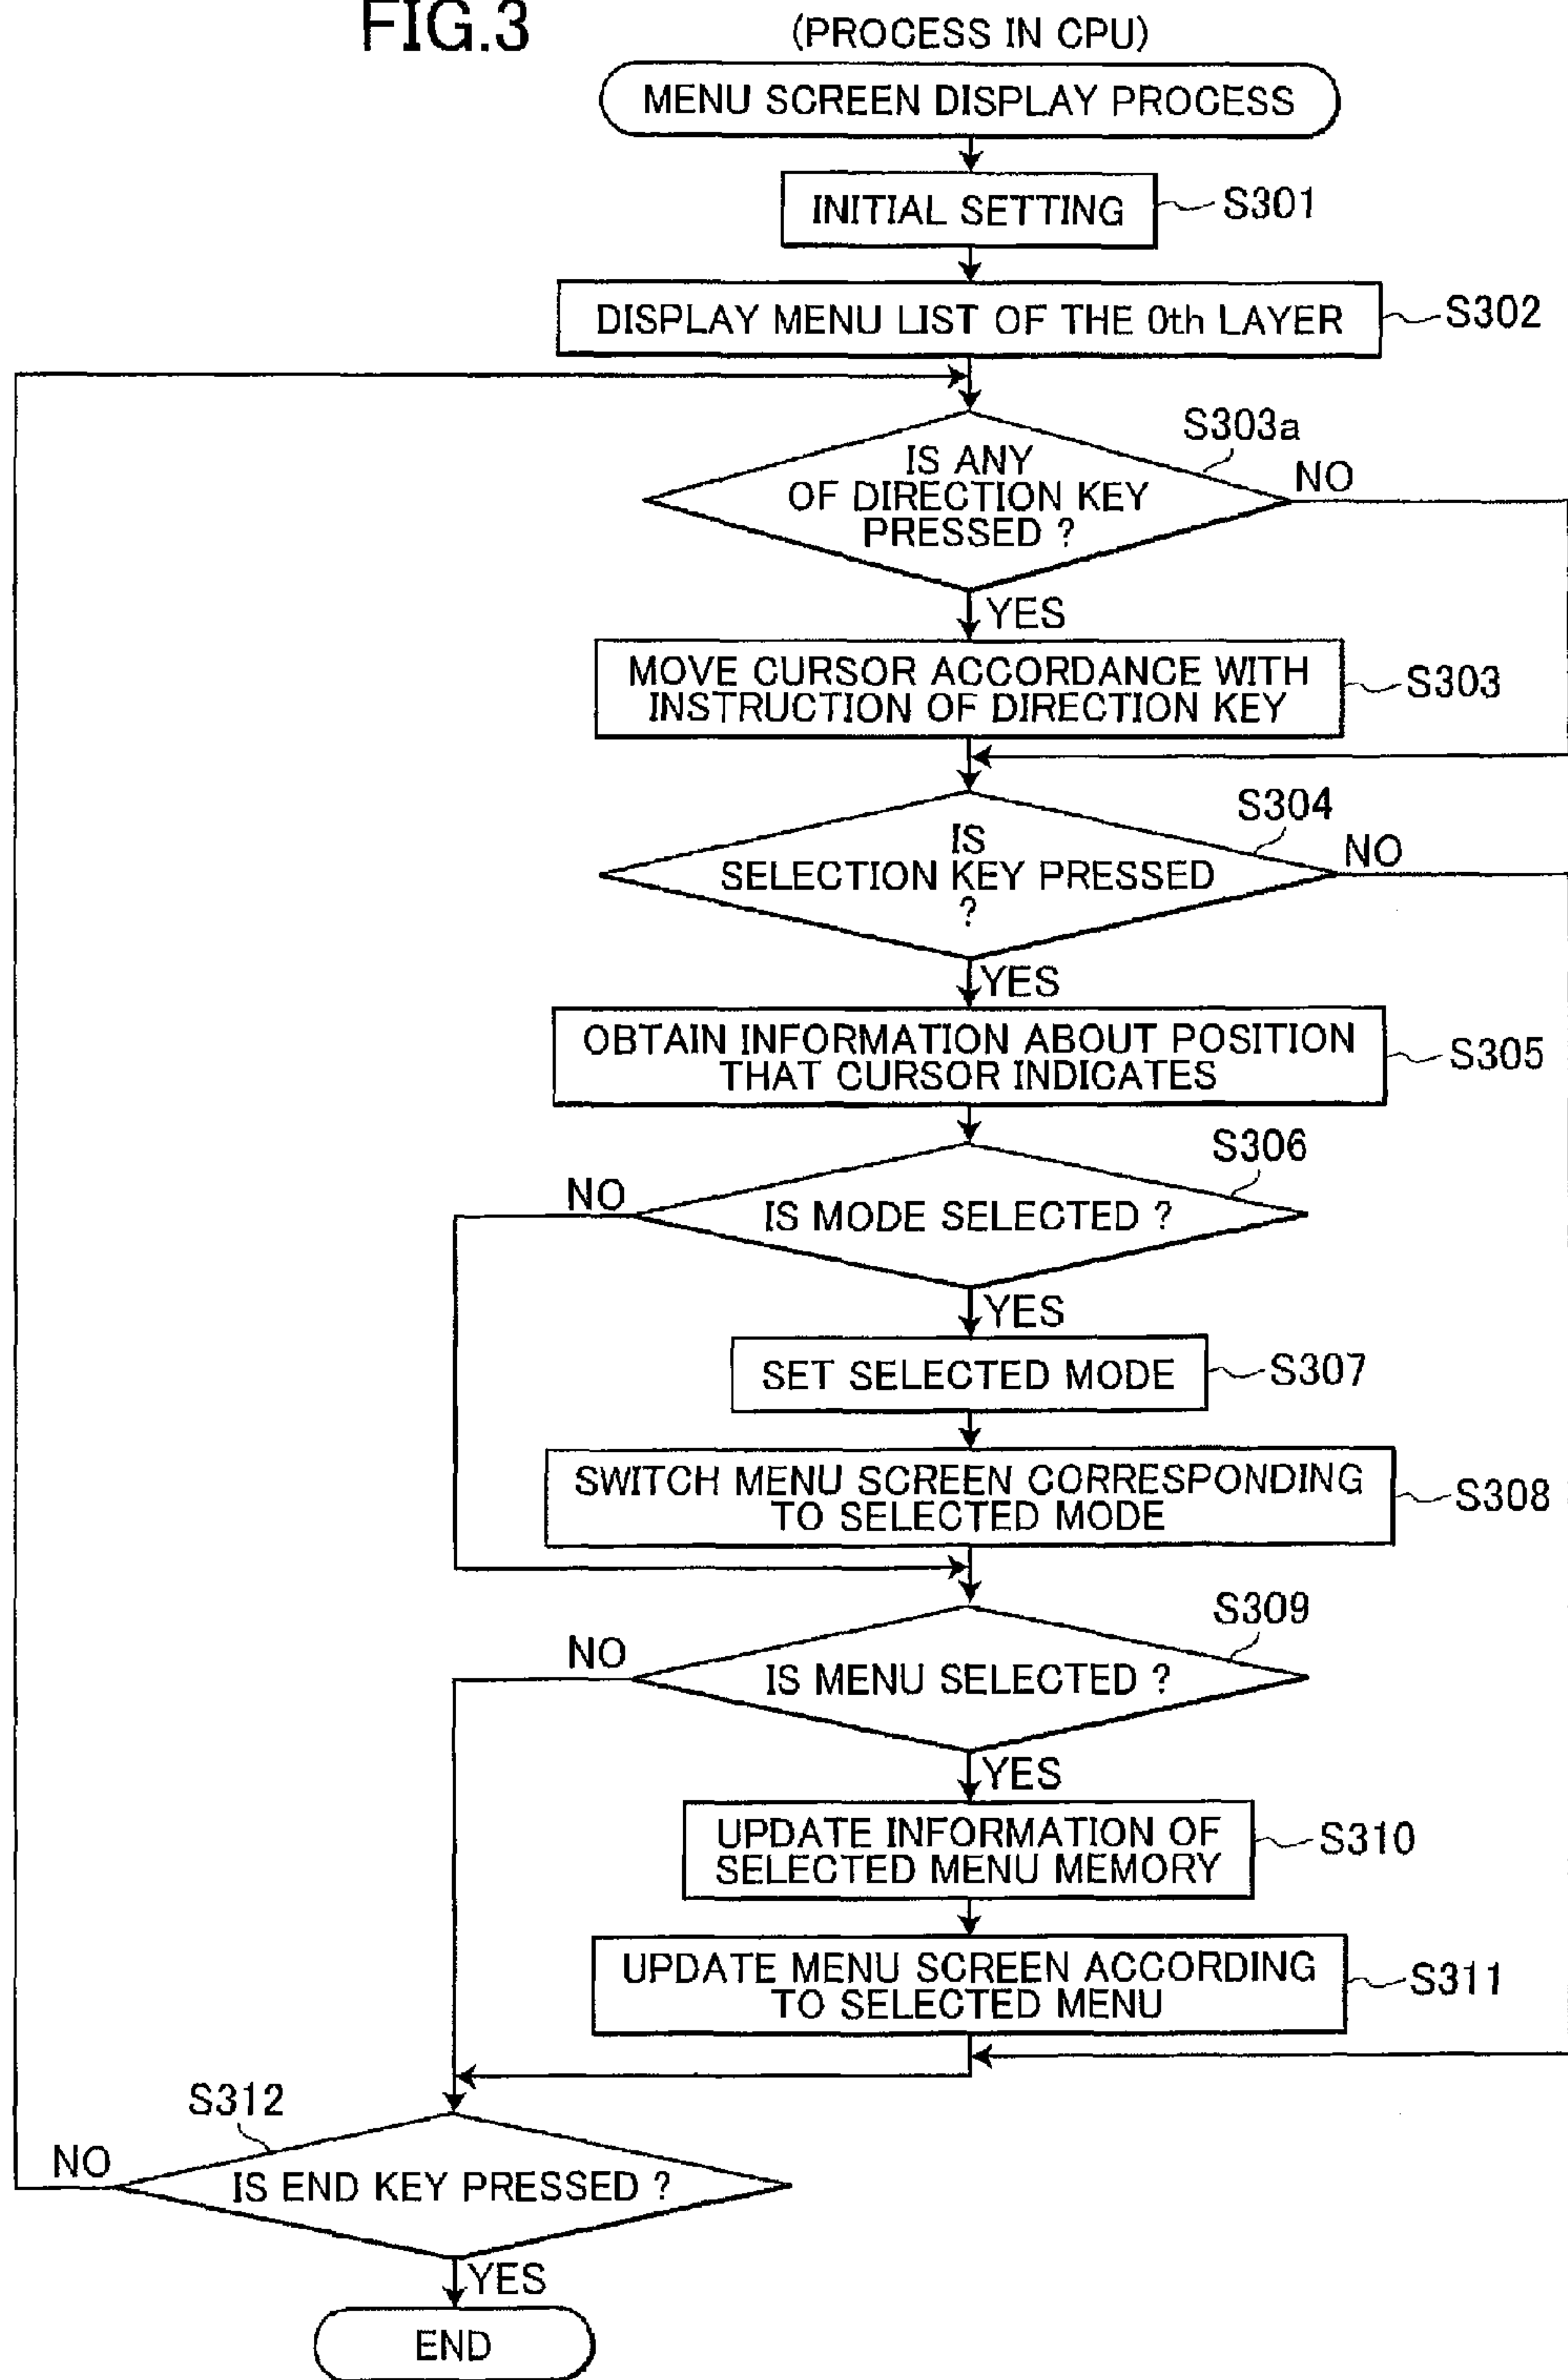 FIG.3
(PROCESS IN CPU)
MENU SCREEN DISPLAY PROCESS
INITIAL SETTING
S301
DISPLAY MENU LIST OF THE 0th LAYER
S302
S303a
IS ANY
OF DIRECTION KEY
PRESSED ?
NO
YES
MOVE CURSOR ACCORDANCE WITH
INSTRUCTION OF DIRECTION KEY
S303
S304
IS
SELECTION KEY PRESSED
?
NO
YES
OBTAIN INFORMATION ABOUT POSITION
THAT CURSOR INDICATES
S305
S306
NO
IS MODE SELECTED ?
YES
SET SELECTED MODE
S307
SWITCH MENU SCREEN CORRESPONDING
TO SELECTED MODE
S308
S309
NO
IS MENU SELECTED ?
YES
UPDATE INFORMATION OF
SELECTED MENU MEMORY
S310
UPDATE MENU SCREEN ACCORDING
TO SELECTED MENU
S311
S312
NO
IS END KEY PRESSED ?
YES
END